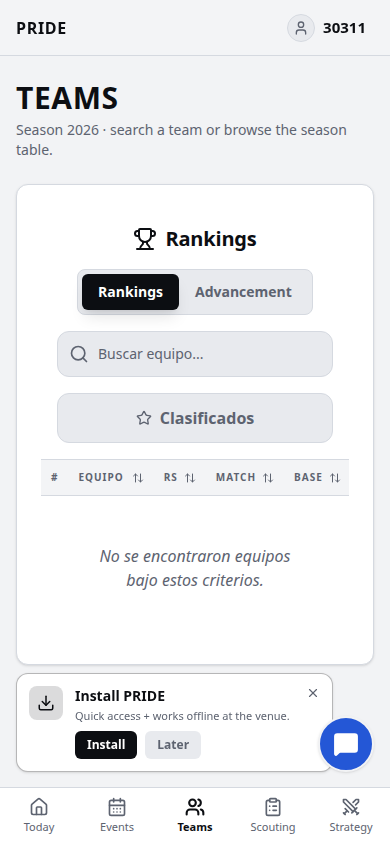 PRIDE
30311
TEAMS
Season 2026 · search a team or browse the season
table.
Rankings
Rankings
Advancement
Buscar equipo...
Clasificados
# EQUIPO RS MATCH BASE
No se encontraron equipos
bajo estos criterios.
Install PRIDE
Quick access + works offline at the venue.
Install
Later
Today
Events
Teams
Scouting
Strategy